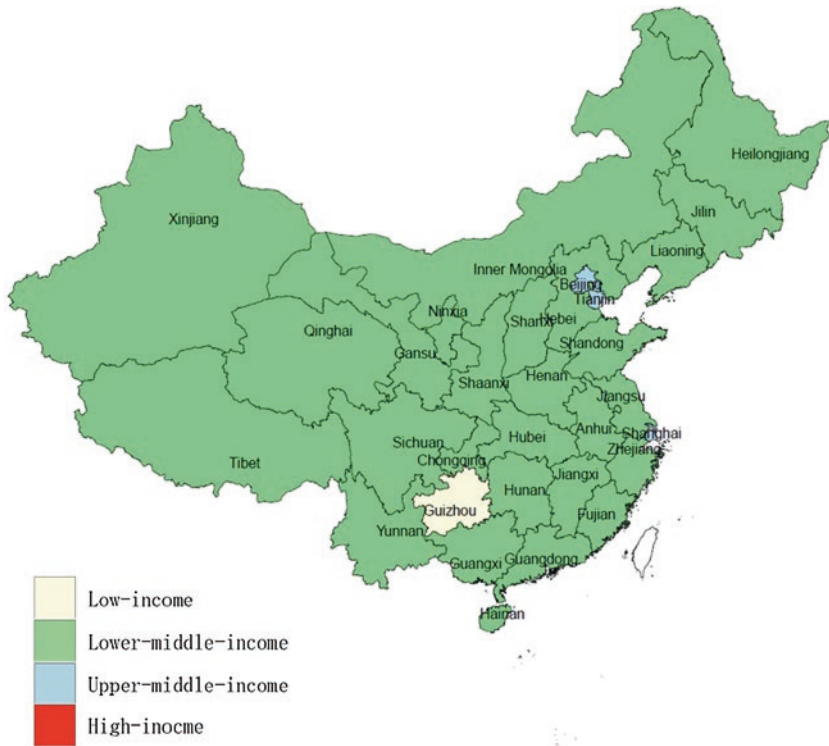 Heilongjiang
Jilin
Xinjiang
Liaoning
Inner Mongolia
Beijing
Tianjin
Ninxia
Shanxi
Hebei
Qinghai
Shandong
Gansu
Henan
Shaanxi
Jiangsu
Anhui
Shanghai
Hubei
Sichuan
Zhejiang
Chongqing
Tibet
Jiangxi
Hunan
Guizhou
Fujian
Yunnan
Guangdong
Guangxi
Hainan
Low-income
Lower-middle-income
Upper-middle-income
High-inocme